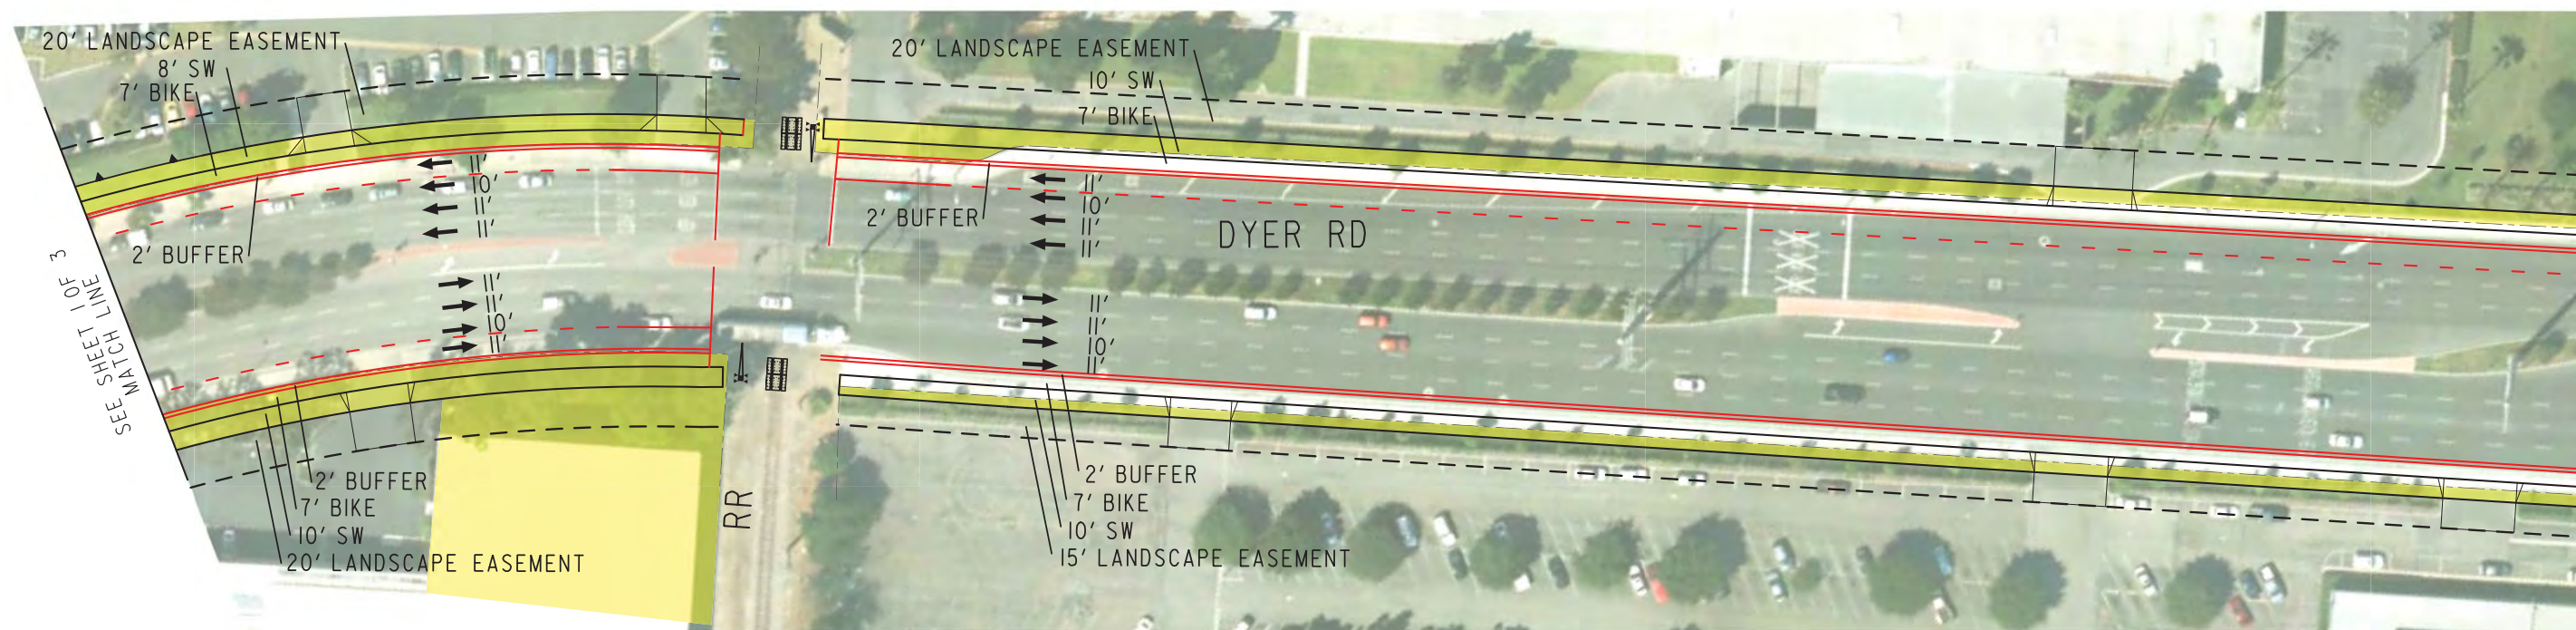 20' LANDSCAPE EASEMENT
8' SW
7' BIKE
2' BUFFER
SEE SHEET 1 OF 3
MATCH LINE
11'
10'
11'
11'
11'
11'
10'
11'
2' BUFFER
7' BIKE
10' SW
20' LANDSCAPE EASEMENT
RR
20' LANDSCAPE EASEMENT
10' SW
7' BIKE
2' BUFFER
11'
10'
11'
11'
DYER RD
11'
11'
10'
11'
2' BUFFER
7' BIKE
10' SW
15' LANDSCAPE EASEMENT